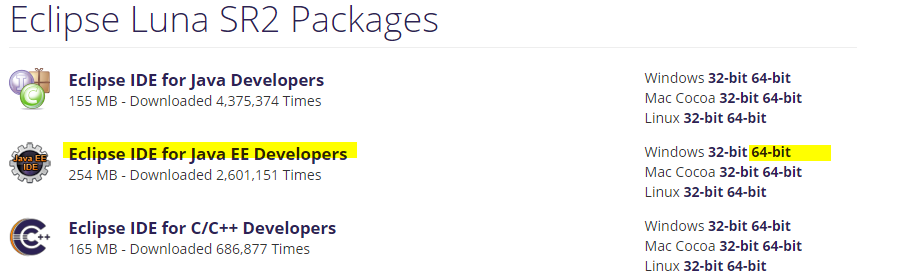 Eclipse Luna SR2 Packages
Eclipse IDE for Java Developers
155 MB - Downloaded 4,375,374 Times
Windows 32-bit 64-bit
Mac Cocoa 32-bit 64-bit
Linux 32-bit 64-bit
Java EE
IDE
Eclipse IDE for Java EE Developers
254 MB - Downloaded 2,601,151 Times
Windows 32-bit 64-bit
Mac Cocoa 32-bit 64-bit
Linux 32-bit 64-bit
C++
Eclipse IDE for C/C++ Developers
165 MB - Downloaded 686,877 Times
Windows 32-bit 64-bit
Mac Cocoa 32-bit 64-bit
Linux 32-bit 64-bit